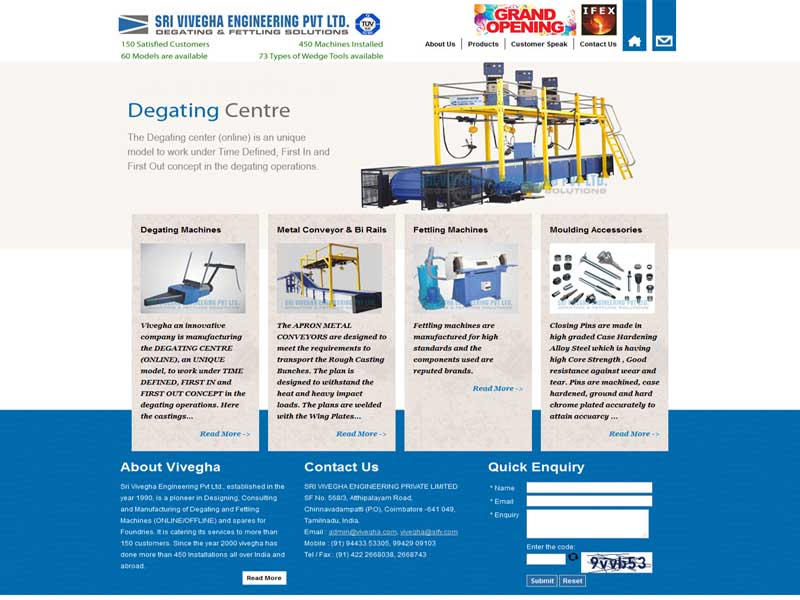 SRI VIVEGHA ENGINEERING PVT LTD.
DEGATING & FETTLING SOLUTIONS
TUV
150 Satisfied Customers
450 Machines Installed
60 Models are available
73 Types of Wedge Tools available
GRAND
OPENING
IFEX
About Us
Products
Customer Speak
Contact Us
Degating Centre
The Degating center (online) is an unique
model to work under Time Defined, First In and
First Out concept in the degating operations.
Degating Machines
Vivegha an innovative
company is manufacturing
the DEGATING CENTRE
(ONLINE), an UNIQUE
model, to work under TIME
DEFINED, FIRST IN and
FIRST OUT CONCEPT in the
degating operations. Here
the castings...
Read More ->
Metal Conveyor & Bi Rails
The APRON METAL
CONVEYORS are designed to
meet the requirements to
transport the Rough Casting
Bunches. The plan is
designed to withstand the
heat and heavy impact
loads. The plans are welded
with the Wing Plates...
Read More ->
Fettling Machines
Fettling machines are
manufactured for high
standards and the
components used are
reputed brands.
Read More ->
Moulding Accessories
SRI VIVEGHA ENGINEERING PVT LTD.
Closing Pins are made in
high graded Case Hardening
Alloy Steel which is having
high Core Strength , Good
resistance against wear and
tear. Pins are machined, case
hardened, ground and hard
chrome plated accurately to
attain accuarcy ...
Read More ->
About Vivegha
Sri Vivegha Engineering Pvt Ltd., established in the
year 1990, is a pioneer in Designing, Consulting
and Manufacturing of Degating and Fettling
Machines (ONLINE/OFFLINE) and spares for
Foundries. It is catering its services to more than
150 customers. Since the year 2000 vivegha has
done more than 450 Installations all over India and
abroad.
Read More
Contact Us
SRI VIVEGHA ENGINEERING PRIVATE LIMITED
SF No. 568/3, Atthipalayam Road,
Chinnavadampatti (P.O), Coimbatore -641 049,
Tamilnadu, India.
Email : admin@vivegha.com, vivegha@sify.com
Mobile : (91) 94433 53305, 99429 09103
Tel / Fax : (91) 422 2668038, 2668743
Quick Enquiry
* Name
* Email
* Enquiry
Enter the code:
9vvb53
Submit
Reset